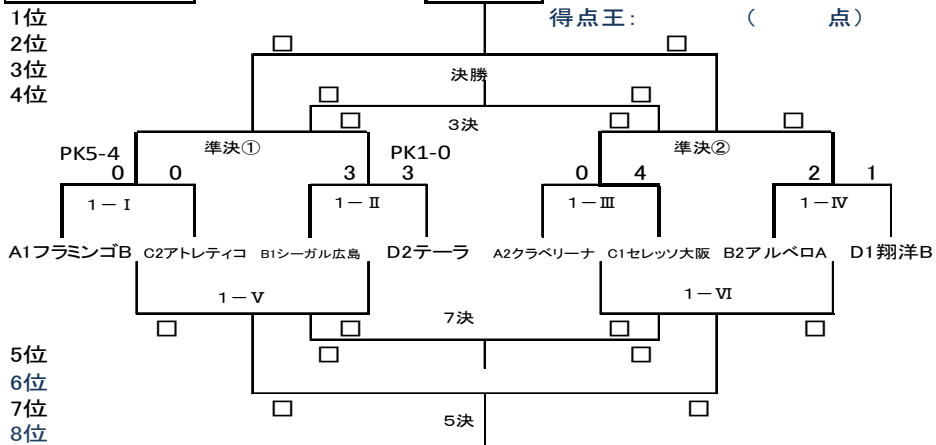 1位
得点王:　　　　(　　　点)
2位
□ □
3位
決勝
4位
□ □
□ 3決 □ □
準決① 準決②
PK5-4 PK1-0
0 0 3 3 0 4 2 1
1-Ⅰ 1-Ⅱ 1-Ⅲ 1-Ⅳ
A1フラミンゴB C2アトレティコ B1シーガル広島 D2テーラ A2クラベリーナ C1セレッソ大阪 B2アルベロA D1翔洋B
1-Ⅴ 1-Ⅵ
7決
□ □ □ □
5位
□ □
6位
7位
□ 5決 □
8位